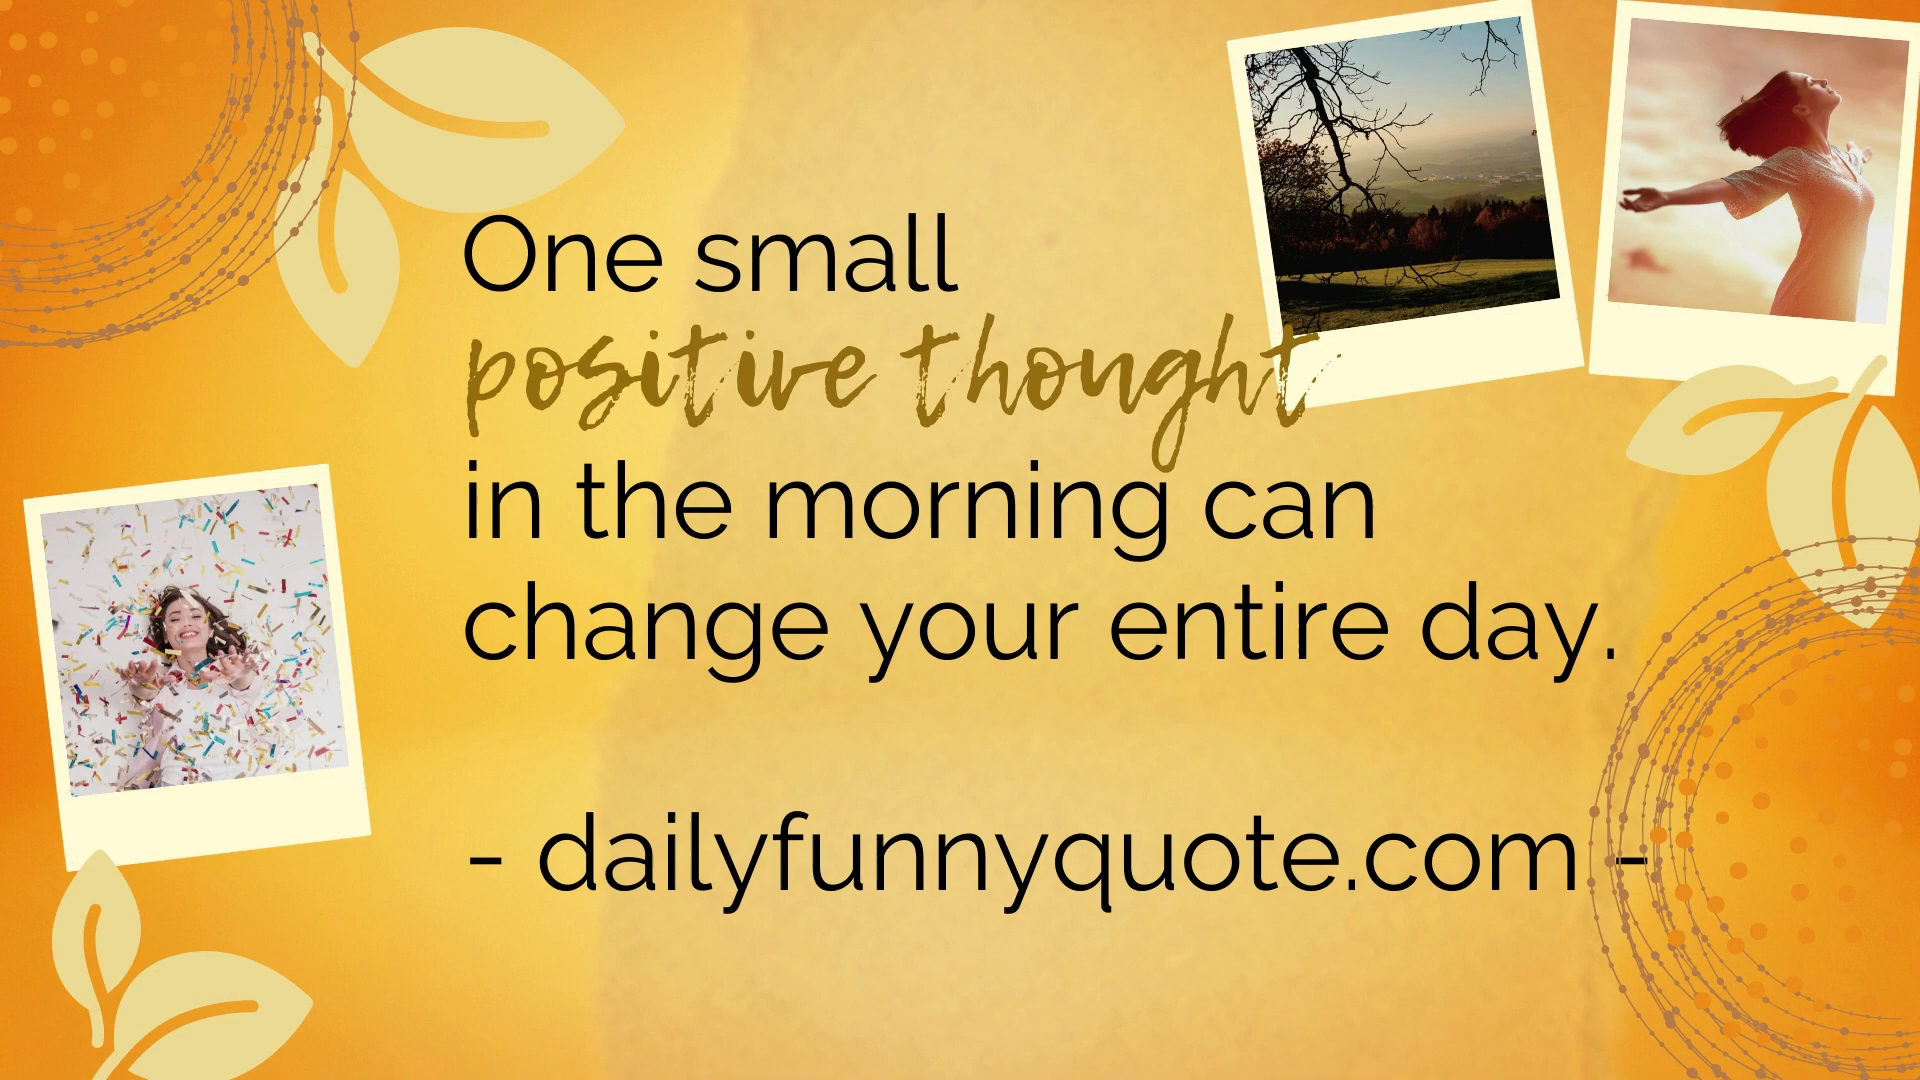 One small
positive thought
in the morning can
change your entire day.
- dailyfunnyquote.com -